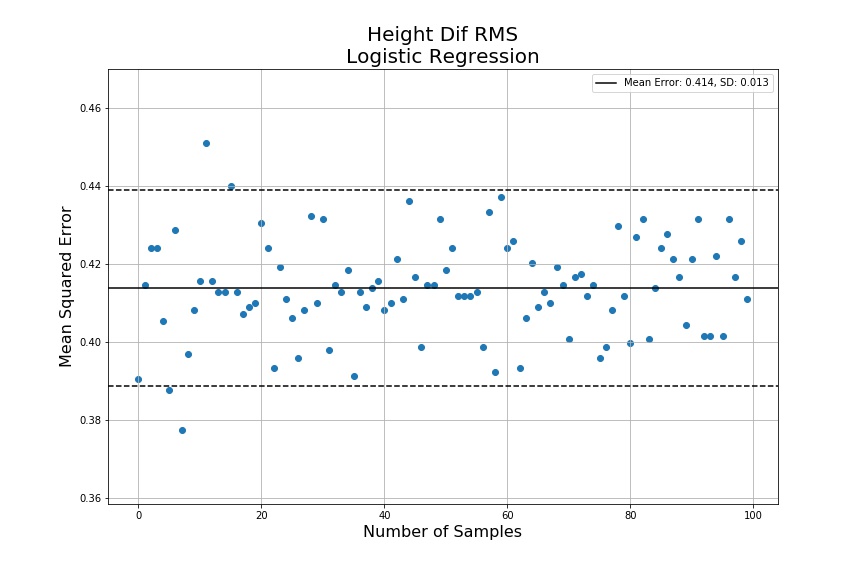 Height Dif RMS
Logistic Regression
Mean Error: 0.414, SD: 0.013
0.46
0.44
0.42
0.40
0.38
0.36
Mean Squared Error
0 20 40 60 80 100
Number of Samples